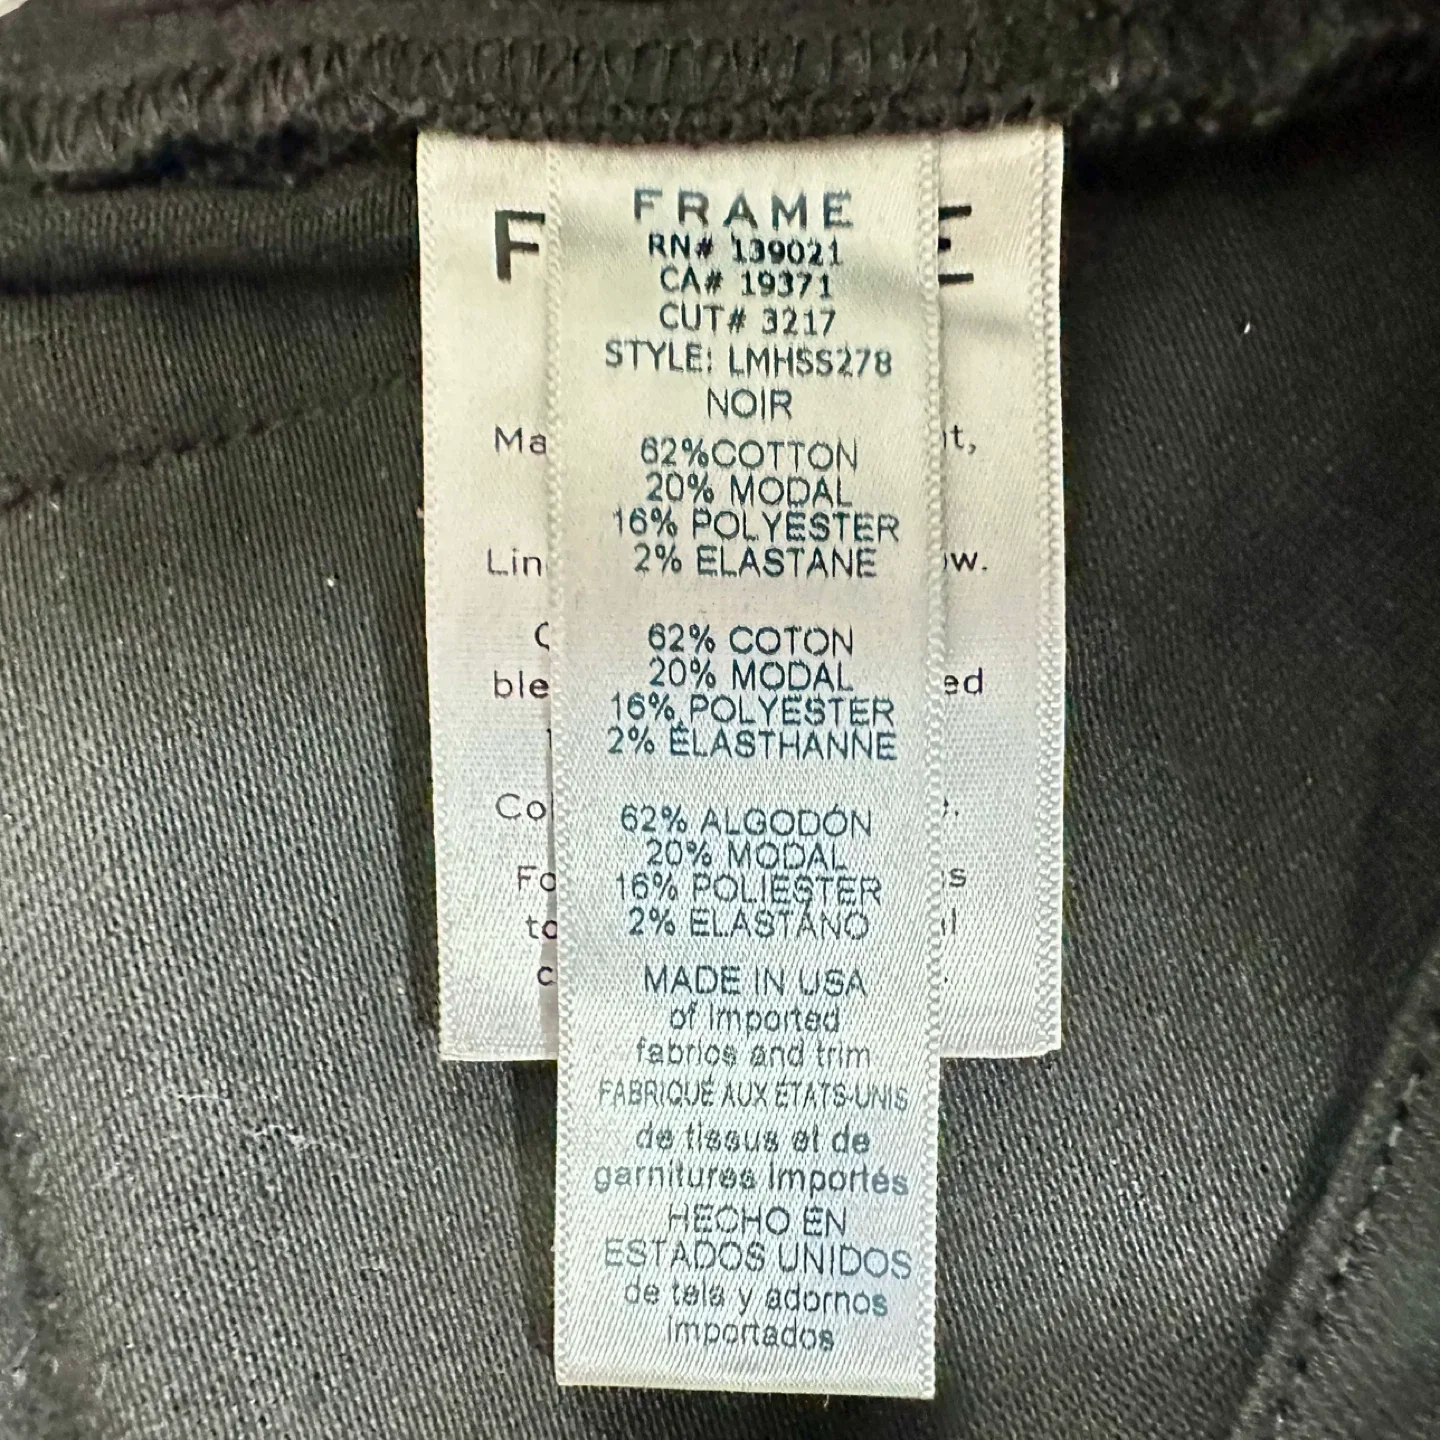 FRAME
RN# 139021
CA# 19371
CUT# 3217
STYLE: LMHSS278
NOIR
62%COTTON
20% MODAL
16% POLYESTER
2% ELASTANE
62% COTON
20% MODAL
16% POLYESTER
2% ÉLASTHANNE
62% ALGODÓN
20% MODAL
16% POLIESTER
2% ELASTANO
MADE IN USA
of imported
fabrics and trim
FABRIQUÉ AUX ÉTATS-UNIS
de tissus et de
garnitures importés
HECHO EN
ESTADOS UNIDOS
de tela y adornos
importados